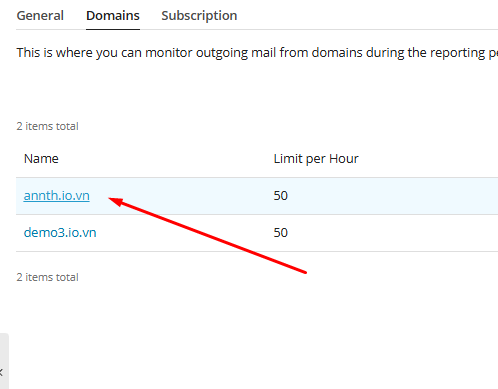 General Domains Subscription
This is where you can monitor outgoing mail from domains during the reporting
2 items total
Name Limit per Hour
annth.io.vn 50
demo3.io.vn 50
2 items total